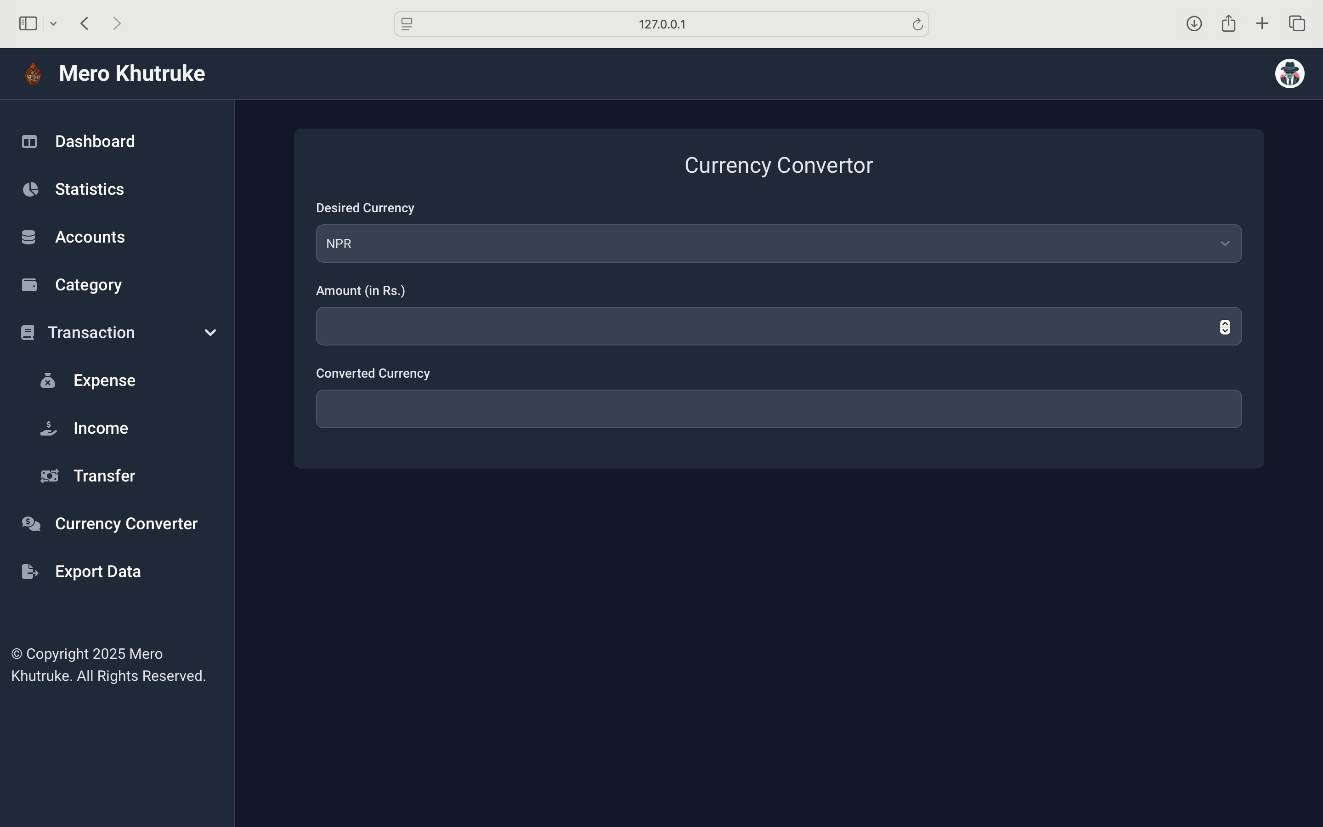 127.0.0.1
Mero Khutruke
Dashboard
Statistics
Accounts
Category
Transaction
Expense
Income
Transfer
Currency Converter
Export Data
© Copyright 2025 Mero
Khutruke. All Rights Reserved.
Currency Convertor
Desired Currency
NPR
Amount (in Rs.)
Converted Currency